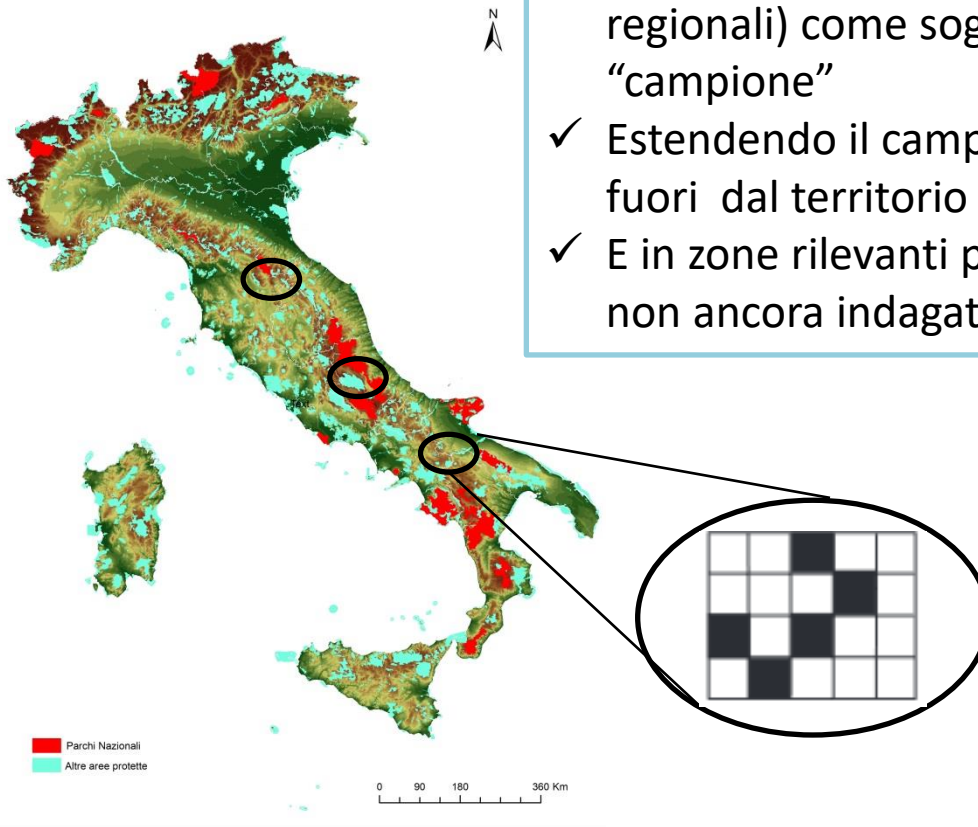 N
regionali) come sog
“campione”
✓ Estendendo il camp
fuori dal territorio
✓ E in zone rilevanti p
non ancora indagat
Parchi Nazionali
Altre aree protette
0 90 180 360 Km